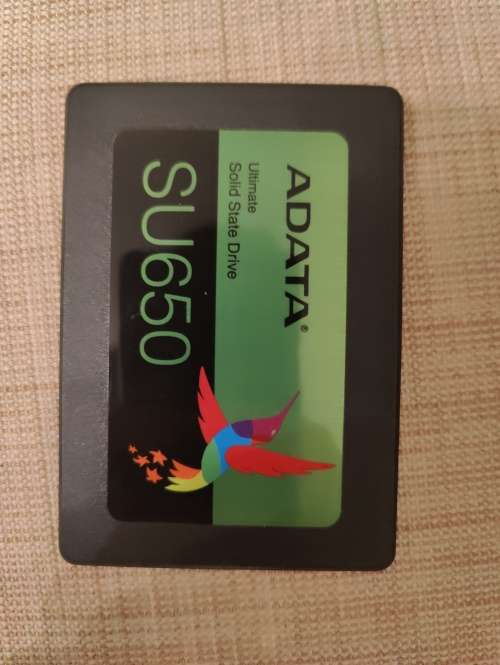 ADATA®
Ultimate
Solid State Drive
SU650